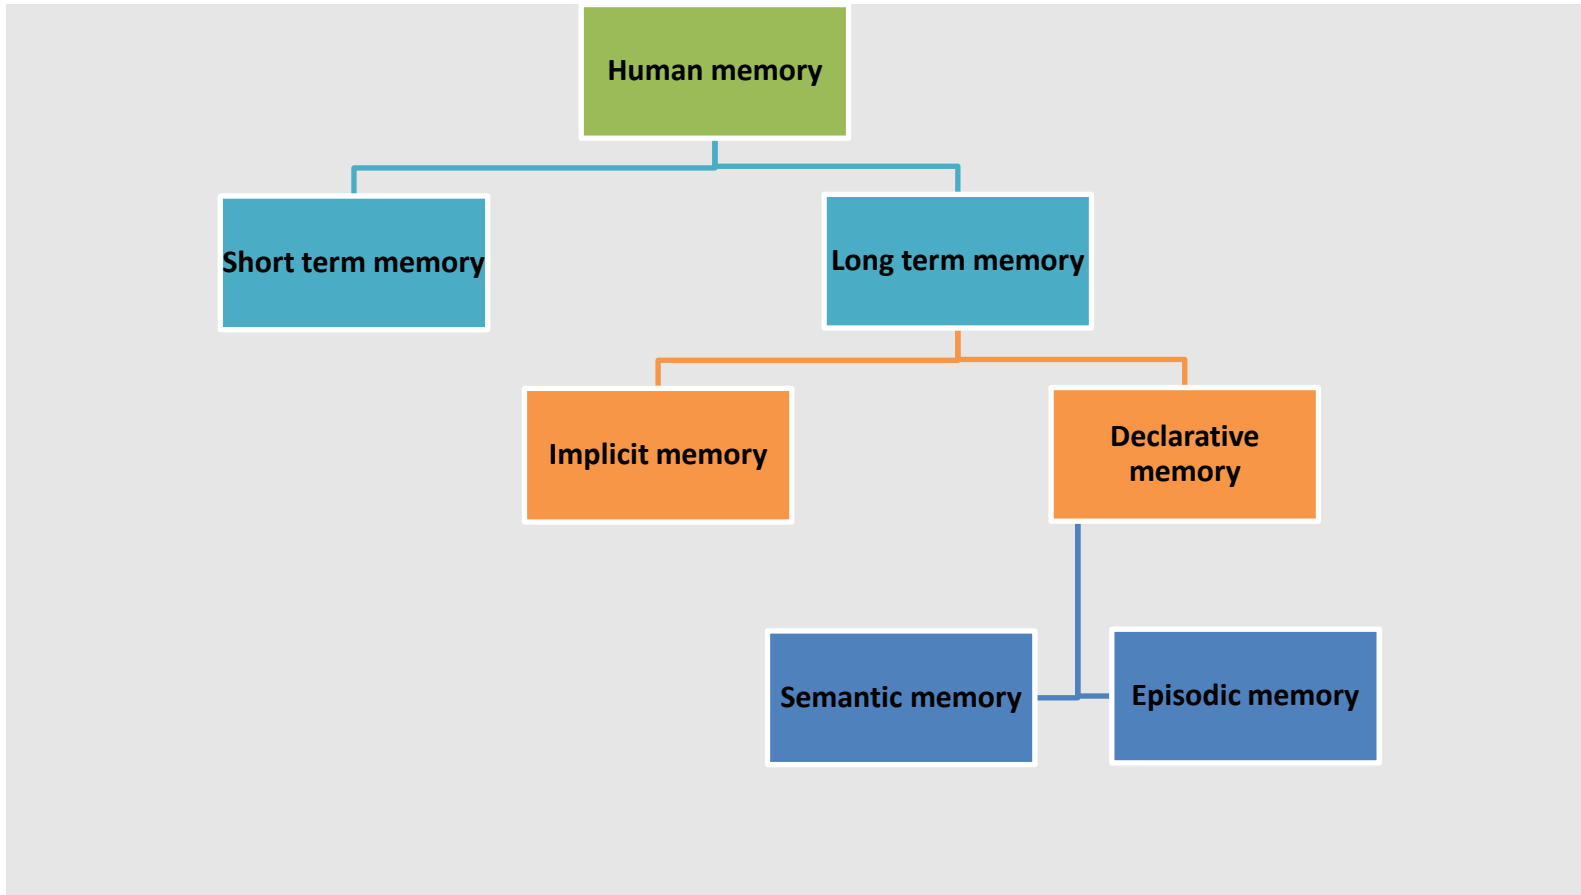 Human memory
Short term memory
Long term memory
Implicit memory
Declarative
memory
Semantic memory
Episodic memory